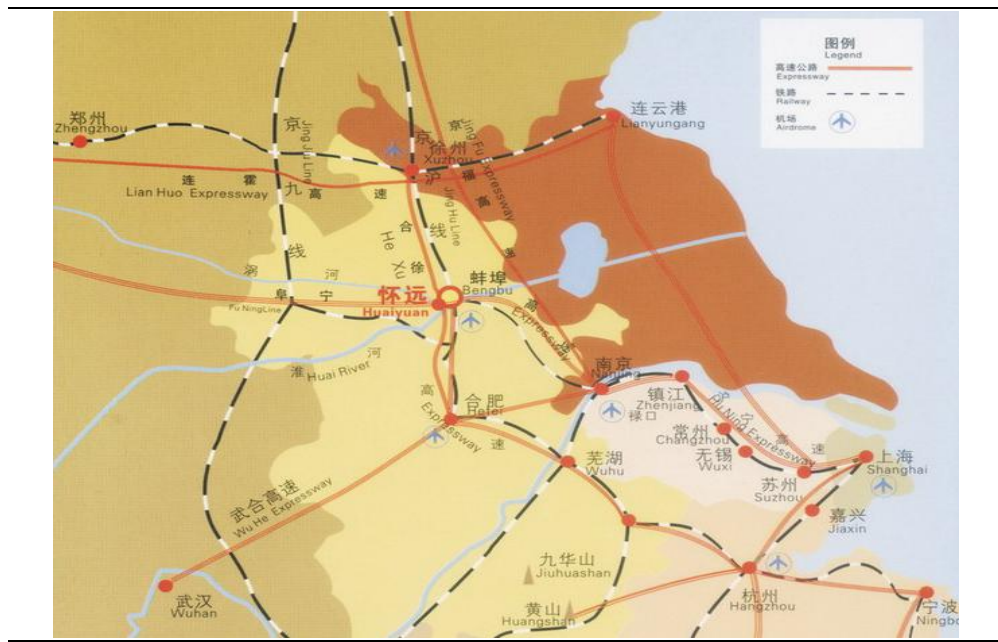 图例
Legend
高速公路
Expressway
铁路
Railway
机场
Airdrome
郑州
Zhengzhou
连云港
Lianyungang
京
九
线
Jing Jiu Line
徐州
Xuzhou
京
沪
线
Jing Hu Line
京
福
高
Jing Fu Expressway
连 霍 高 速
Lian Huo Expressway
合
徐
He Xu
高
速
Expressway
涡 河
蚌埠
Bengbu
怀远
Huaiyuan
阜 宁
Fu Ning Line
高
Expressway
淮 河
Huai River
南京
Nanjing
禄口
镇江
Zhenjiang
常州
Changzhou
无锡
Wuxi
宁
高
速
Hu Ning Expressway
合肥
Hefei
芜湖
Wuhu
苏州
Suzhou
上海
Shanghai
嘉兴
Jiaxin
武合高速
Wu He Expressway
九华山
Jiuhuashan
武汉
Wuhan
黄山
Huangshan
杭州
Hangzhou
宁波
Ningbo